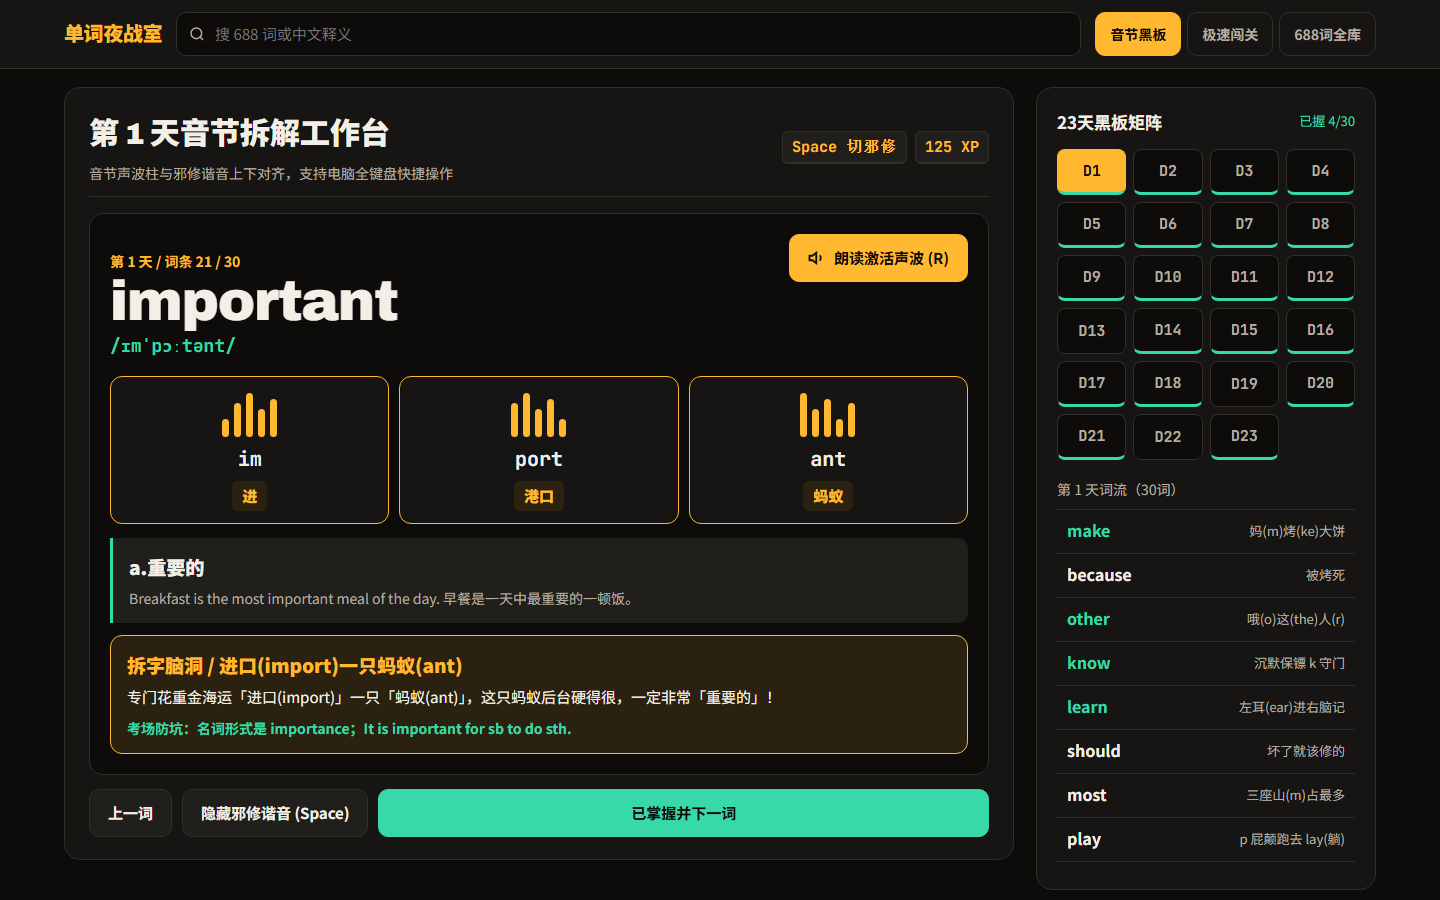 单词夜战室
搜 688 词或中文释义
音节黑板
极速闯关
688词全库
第 1 天音节拆解工作台
音节声波柱与邪修谐音上下对齐，支持电脑全键盘快捷操作
Space 切邪修
125 XP
第 1 天 / 词条 21 / 30
important
/ɪmˈpɔːtənt/
朗读激活声波 (R)
im
进
port
港口
ant
蚂蚁
a.重要的
Breakfast is the most important meal of the day. 早餐是一天中最重要的一顿饭。
拆字脑洞 / 进口(import)一只蚂蚁(ant)
专门花重金海运「进口(import)」一只「蚂蚁(ant)」，这只蚂蚁后台硬得很，一定非常「重要的」！
考场防坑：名词形式是 importance；It is important for sb to do sth.
上一词
隐藏邪修谐音 (Space)
已掌握并下一词
23天黑板矩阵
已握 4/30
D1 D2 D3 D4
D5 D6 D7 D8
D9 D10 D11 D12
D13 D14 D15 D16
D17 D18 D19 D20
D21 D22 D23
第 1 天词流（30词）
make 妈(m)烤(ke)大饼
because 被烤死
other 哦(o)这(the)人(r)
know 沉默保镖 k 守门
learn 左耳(ear)进右脑记
should 坏了就该修的
most 三座山(m)占最多
play p 屁颠跑去 lay(躺)